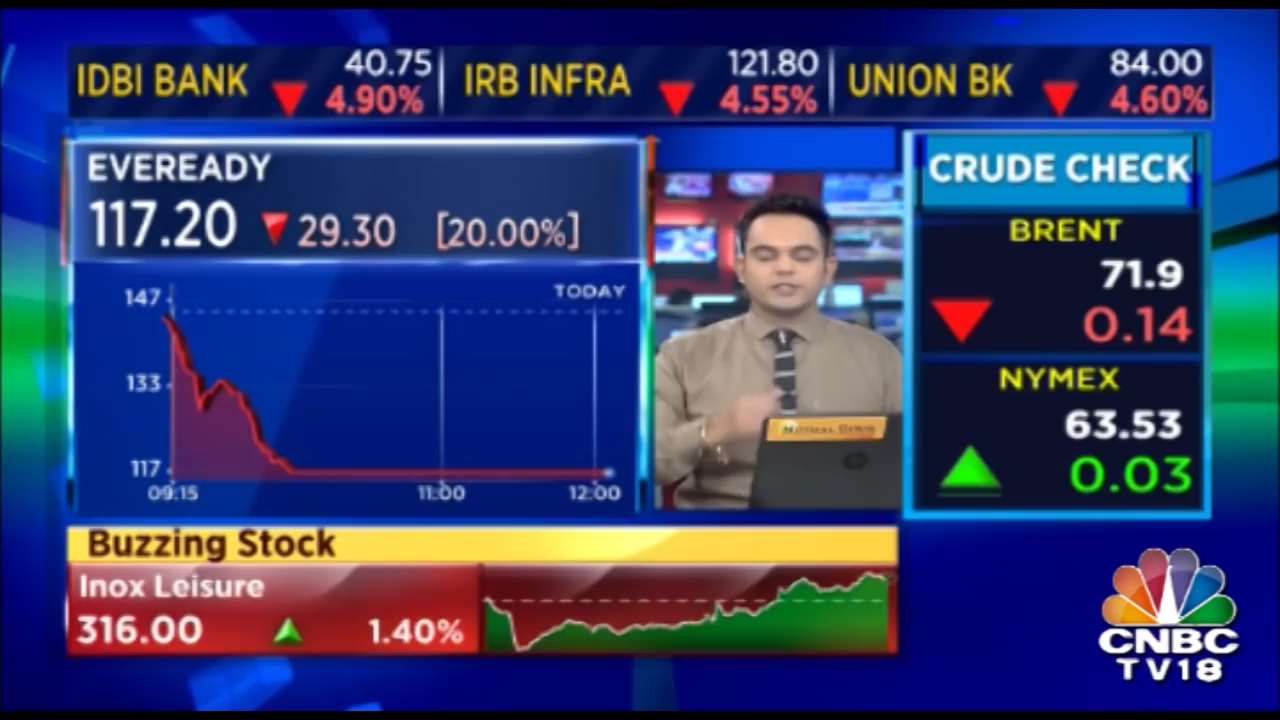 IDBI BANK 40.75 4.90%
IRB INFRA 121.80 4.55%
UNION BK 84.00 4.60%
EVEREADY
117.20 29.30 [20.00%]
TODAY
147
133
117
09:15 11:00 12:00
CRUDE CHECK
BRENT
71.9
0.14
NYMEX
63.53
0.03
Buzzing Stock
Inox Leisure
316.00 1.40%
CNBC
TV18